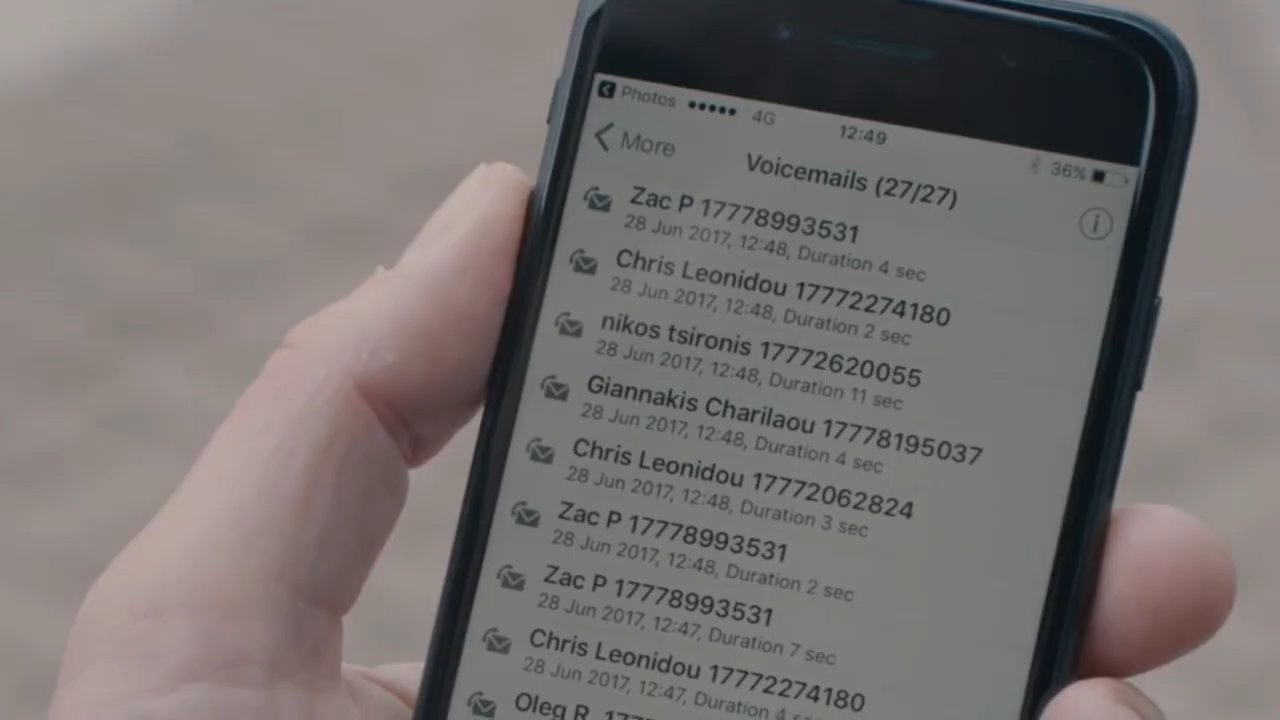 Photos 4G 12:49 36%
More
Voicemails (27/27)
Zac P 17778993531
28 Jun 2017, 12:48, Duration 4 sec
Chris Leonidou 17772274180
28 Jun 2017, 12:48, Duration 2 sec
nikos tsironis 17772620055
28 Jun 2017, 12:48, Duration 11 sec
Giannakis Charilaou 17778195037
28 Jun 2017, 12:48, Duration 4 sec
Chris Leonidou 17772062824
28 Jun 2017, 12:48, Duration 3 sec
Zac P 17778993531
28 Jun 2017, 12:48, Duration 2 sec
Zac P 17778993531
28 Jun 2017, 12:47, Duration 7 sec
Chris Leonidou 17772274180
28 Jun 2017, 12:47, Duration 4
Oleg R